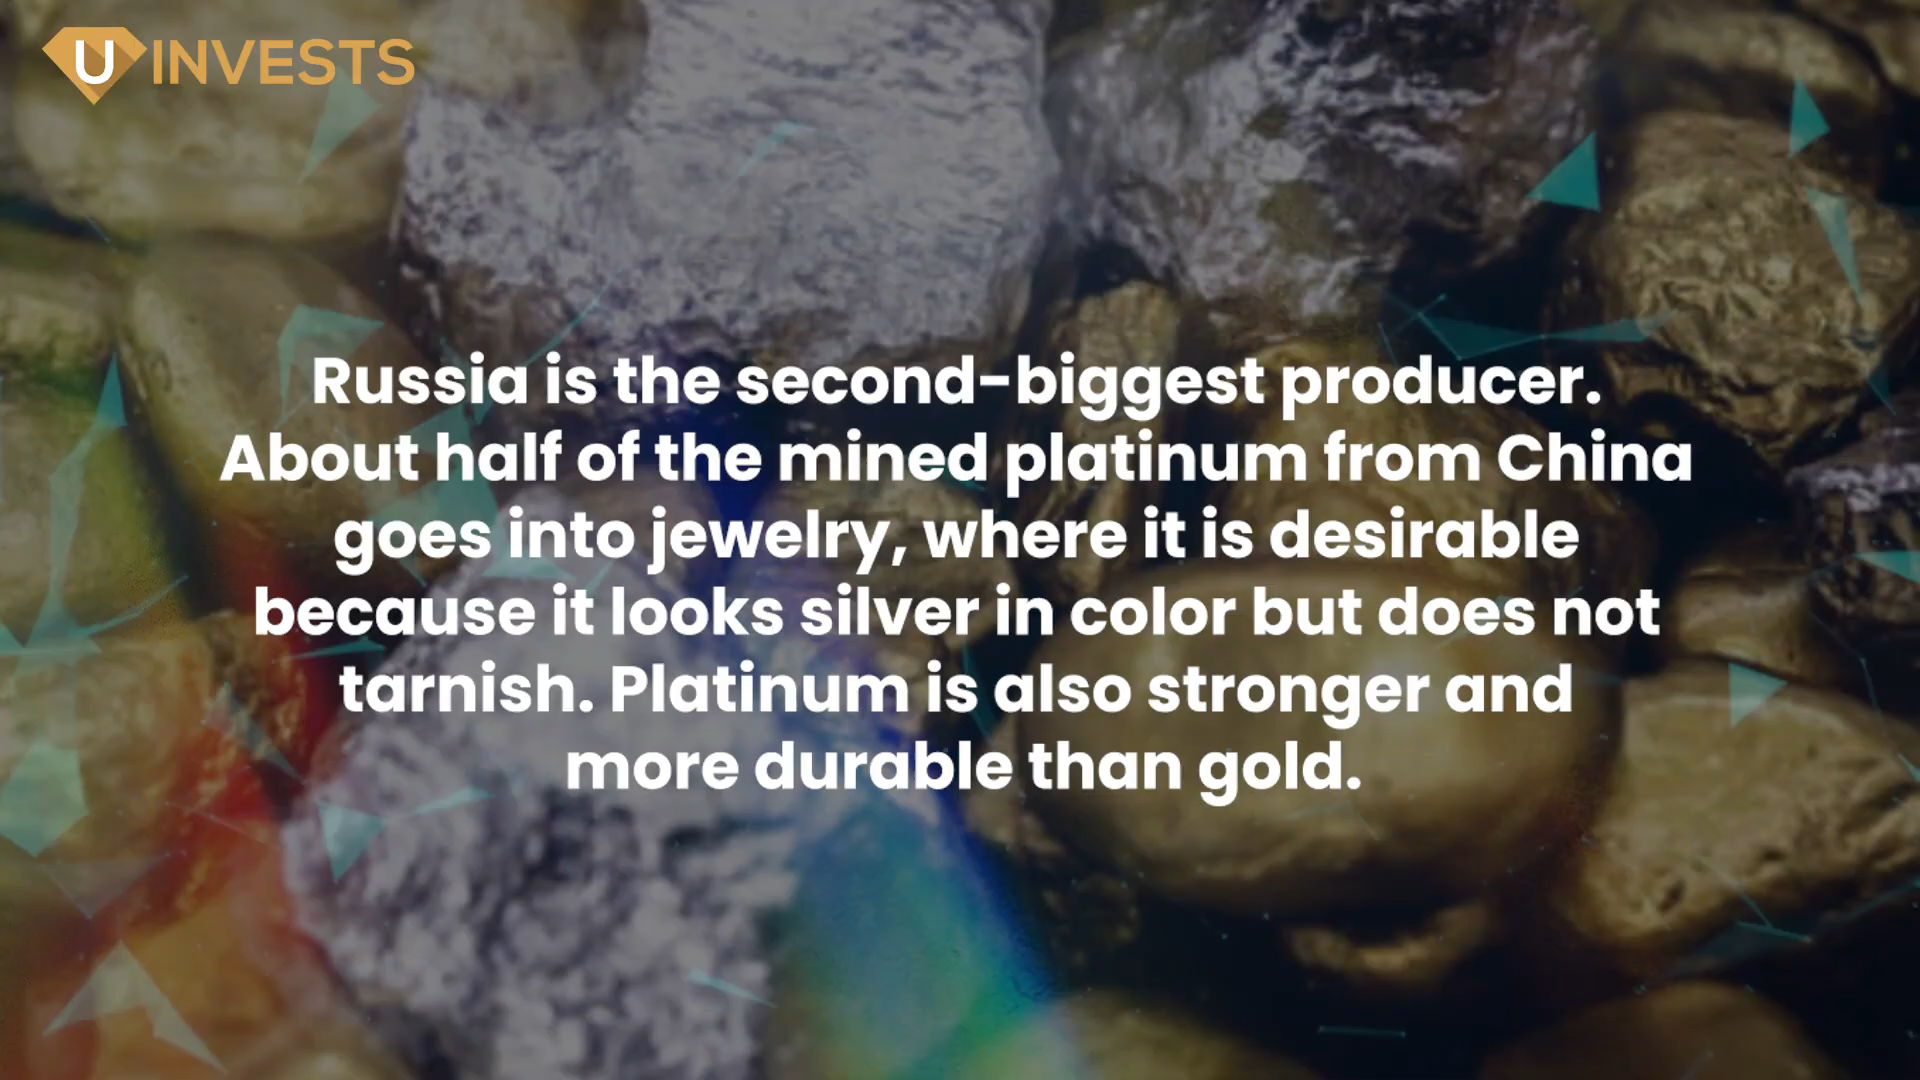 U INVESTS
Russia is the second-biggest producer.
About half of the mined platinum from China
goes into jewelry, where it is desirable
because it looks silver in color but does not
tarnish. Platinum is also stronger and
more durable than gold.